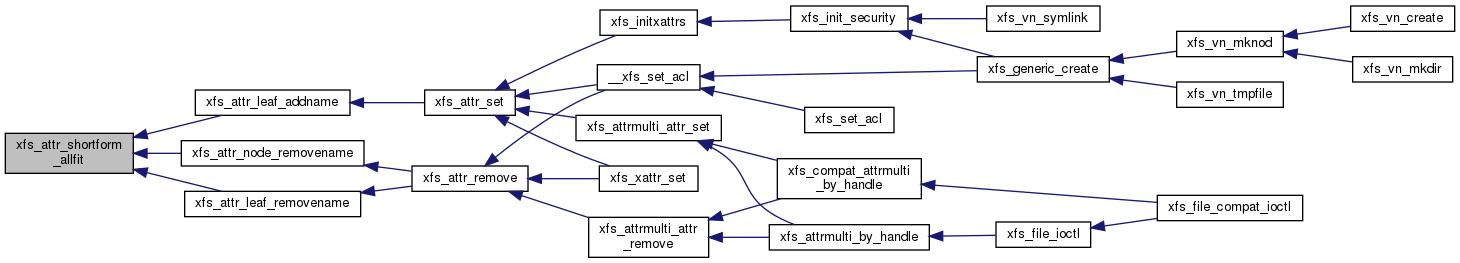 xfs_attr_shortform
_allfit
xfs_attr_leaf_addname
xfs_attr_node_removename
xfs_attr_leaf_removename
xfs_attr_set
xfs_attr_remove
xfs_initxattrs
__xfs_set_acl
xfs_attrmulti_attr_set
xfs_xattr_set
xfs_attrmulti_attr
_remove
xfs_init_security
xfs_set_acl
xfs_compat_attrmulti
_by_handle
xfs_attrmulti_by_handle
xfs_vn_symlink
xfs_generic_create
xfs_file_ioctl
xfs_vn_mknod
xfs_vn_tmpfile
xfs_file_compat_ioctl
xfs_vn_create
xfs_vn_mkdir